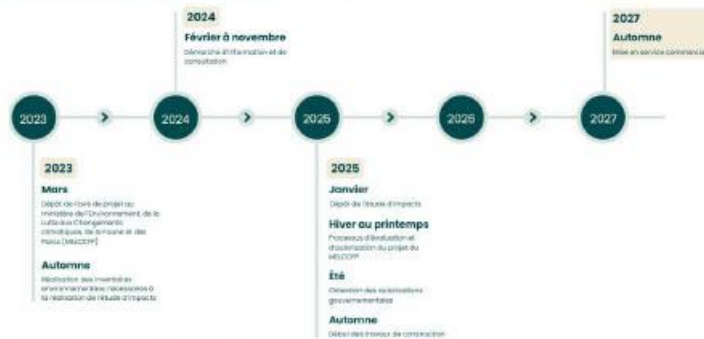 2024
Février à novembre
Démarche d'information et de
consultation
2027
Automne
Mise en service commerciale
2023
2024
2025
2026
2027
2023
Mars
Dépôt de l'avis de projet au
ministère de l'Environnement, de la
Lutte aux Changements
climatiques, de la Faune et des
Parcs (MELCCFP)
Automne
Réalisation des inventaires
environnementaux nécessaires à
la réalisation de l'étude d'impacts
2025
Janvier
Dépôt de l'étude d'impacts
Hiver au printemps
Processus d'évaluation et
d'autorisation du projet du
MELCCFP
Été
Obtention des autorisations
gouvernementales
Automne
Début des travaux de construction